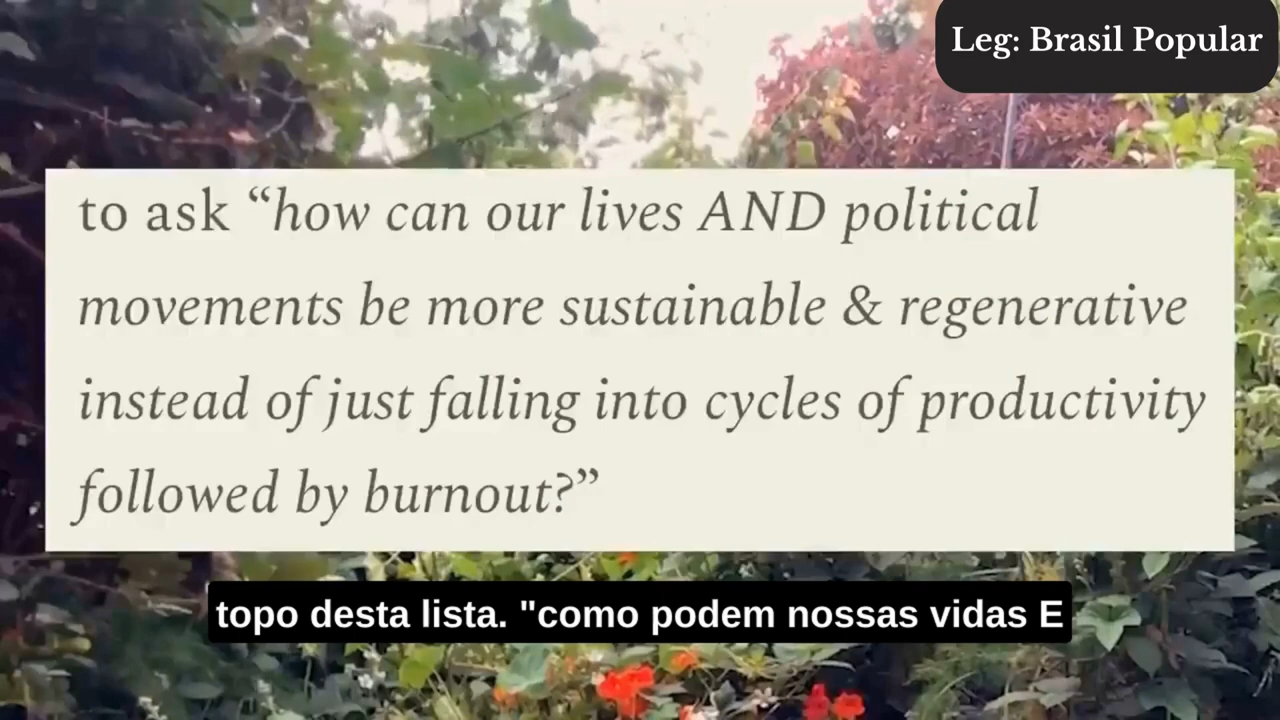 Leg: Brasil Popular
to ask “how can our lives AND political
movements be more sustainable & regenerative
instead of just falling into cycles of productivity
followed by burnout?”
topo desta lista. "como podem nossas vidas E